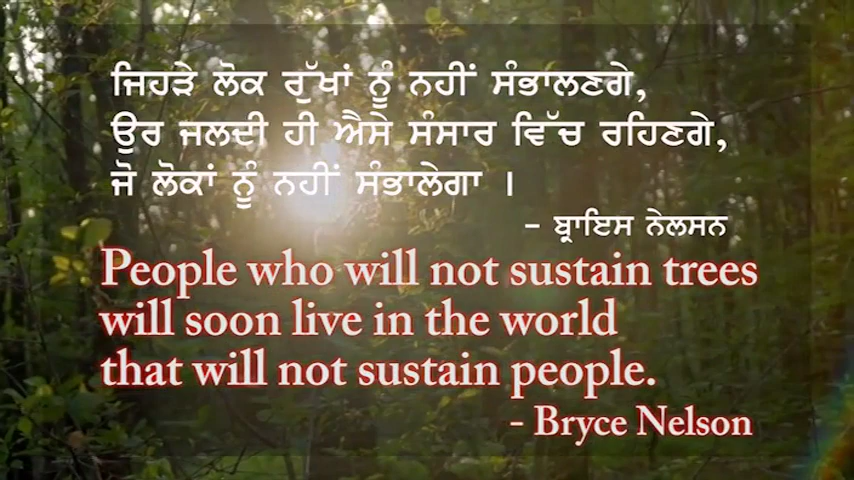 ਜਿਹੜੇ ਲੋਕ ਰੁੱਖਾਂ ਨੂੰ ਨਹੀਂ ਸੰਭਾਲਣਗੇ,
ਉਰ ਜਲਦੀ ਹੀ ਐਸੇ ਸੰਸਾਰ ਵਿੱਚ ਰਹਿਣਗੇ,
ਜੋ ਲੋਕਾਂ ਨੂੰ ਨਹੀਂ ਸੰਭਾਲੇਗਾ ।
- ਬ੍ਰਾਇਸ ਨੇਲਸਨ
People who will not sustain trees
will soon live in the world
that will not sustain people.
- Bryce Nelson